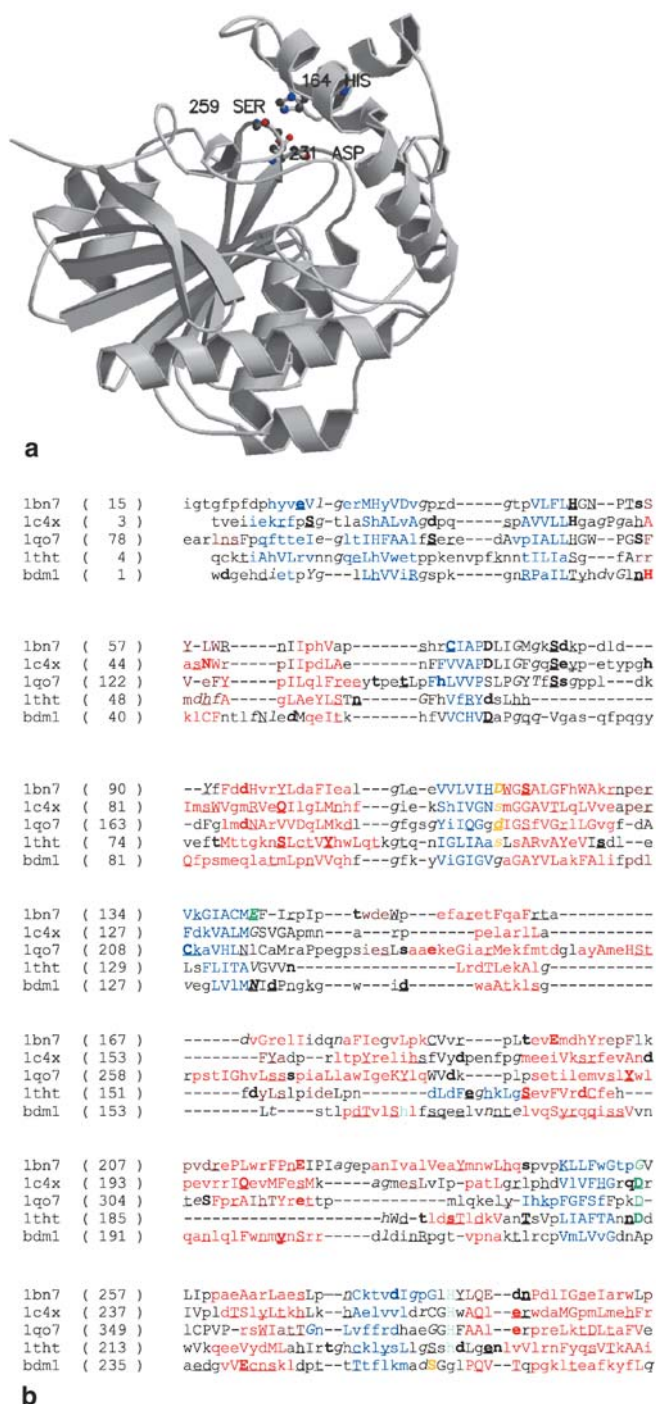 164 HIS
259 SER
231 ASP
a
1bn7 ( 15 ) igtgfpfdphyveVl-gerMHyVDvgprd----gtpVLFLHGN-PTsS
1c4x ( 3 ) tveiiekrfpSg-tlaSHALvAgdpq----spAVVLLHgagPgahA
1qo7 ( 78 ) earlnsFPqftteIe-gltIHFAAlfSere--dAvpIALLHGW-PGSF
1tht ( 4 ) qcktiAhVLrvnngqeLhVwetppkenvpfknntILIaSg-fArr
bdm1 ( 1 ) wdgehdietpYg-lLhVViRgspk----gnRPaiLTyhdvGlnH
1bn7 ( 57 ) Y-LWR----nIIphVap------shrCIAPDLIGMgkSdkp-dld-
1c4x ( 44 ) asNWr----pIIpdLAe------nFFVVAPDLIGFgqSeyp-etypgh
1qo7 ( 122 ) V-eFY----pILqlFreeytpetLpFhLVVPSLPGYTfSsgppl--dk
1tht ( 48 ) mdhfA----gLAeYLSTn------GFhVfRYdsLhh-----------
bdm1 ( 40 ) klCFntlfNledMqeITk------hfVVCHVDaPgqq-Vgas-qfpqgy
1bn7 ( 90 ) --YfFddHvrYLdaFIeal---gLe-eVVLVIHDWGSALGFhWAkrnper
1c4x ( 81 ) ImsWVgmRVeQIlgLMnhf---gie-kShIVGNsmGGAVTLqLVveaper
1qo7 ( 163 ) -dFglmdNArVVDqLMkdl--gfgsgYiIQGgdIGSfVGrlLGvgf-dA
1tht ( 74 ) veftMttgknSLctVYhwLqtkgtq-nIGLIAasLsARvAYeVIsdl-e
bdm1 ( 81 ) QfpsmeqlatmLpnVVqhf---gfk-yVIGIGVgaGAYVLakFAlifpdl
1bn7 ( 134 ) VkGIACMEF-IrpIp--twdeWp----efaretFqaFrta----------
1c4x ( 127 ) FdkVALMGSVGApmn----a--rp---------pelarlLa---------
1qo7 ( 208 ) CkaVHLNlCaMraPpegpsiesLsaaekeGiarMekfmtdglayAmeHSt
1tht ( 129 ) LsFLITAVGVVn---------------------LrdTLekAlg-------
bdm1 ( 127 ) vegLVlMNIdPngkg---w---id---------waAtklsg---------
1bn7 ( 167 ) -------dvGrelIidqnaFIegvLpkCVvr---pLtevEmdhYrepFlk
1c4x ( 153 ) ---------FYadp--rltpYrelihsfVydpenfpgmeeiVksrfevAnd
1qo7 ( 258 ) rpstIGhvLsssspiaLLawIgeKYlqWVdk----plpsetilemvslYwl
1tht ( 151 ) --------fdyLslpideLpn------dLdFeghkLgSevFVrdCfeh---
bdm1 ( 153 ) ---------Lt----stlpdTvlShlfsqeelvnntelvqSyrqqissVvn
1bn7 ( 207 ) pvdrePLwrFPnEIPIagepanIvalVeaYmnwLhqspvpKLLFWGtpGV
1c4x ( 193 ) pevrrIQevMFesMk------agmesLvIp-patLgrlphdVLVFHGrqDr
1qo7 ( 304 ) teSFprAIhTYrettp------------mlqkely-IhkpFGFSfFpkD-
1tht ( 185 ) ---------------------hWd-tldsTldkVanTsVpLIAFTAnnDd
bdm1 ( 191 ) qanlqlFwnmynSrr-----dldinRpgt-vpnaktlrcpVmLVvGdnAp
1bn7 ( 257 ) LIppaeAarLaesLp--nCktvdIgpGLHYLQE--dnPdlIGseIarwLp
1c4x ( 237 ) IVpldTSlyLtkhLk--hAelvvldrCGHwAQl---erwdaMGpmLmehFr
1qo7 ( 349 ) lCPVP-rsWIatTGn-Lvffrdhae​GGHFAAl---erpreLktDLtaFVe
1tht ( 213 ) wVkqeeVydMLahIrtghcklysLlgSshdLgenlvVlrnFYqsVTkAAi
bdm1 ( 235 ) aedgvVEcnskldpt--tTtflkmadSGglPQV--TqpgklteafkyfLq
b